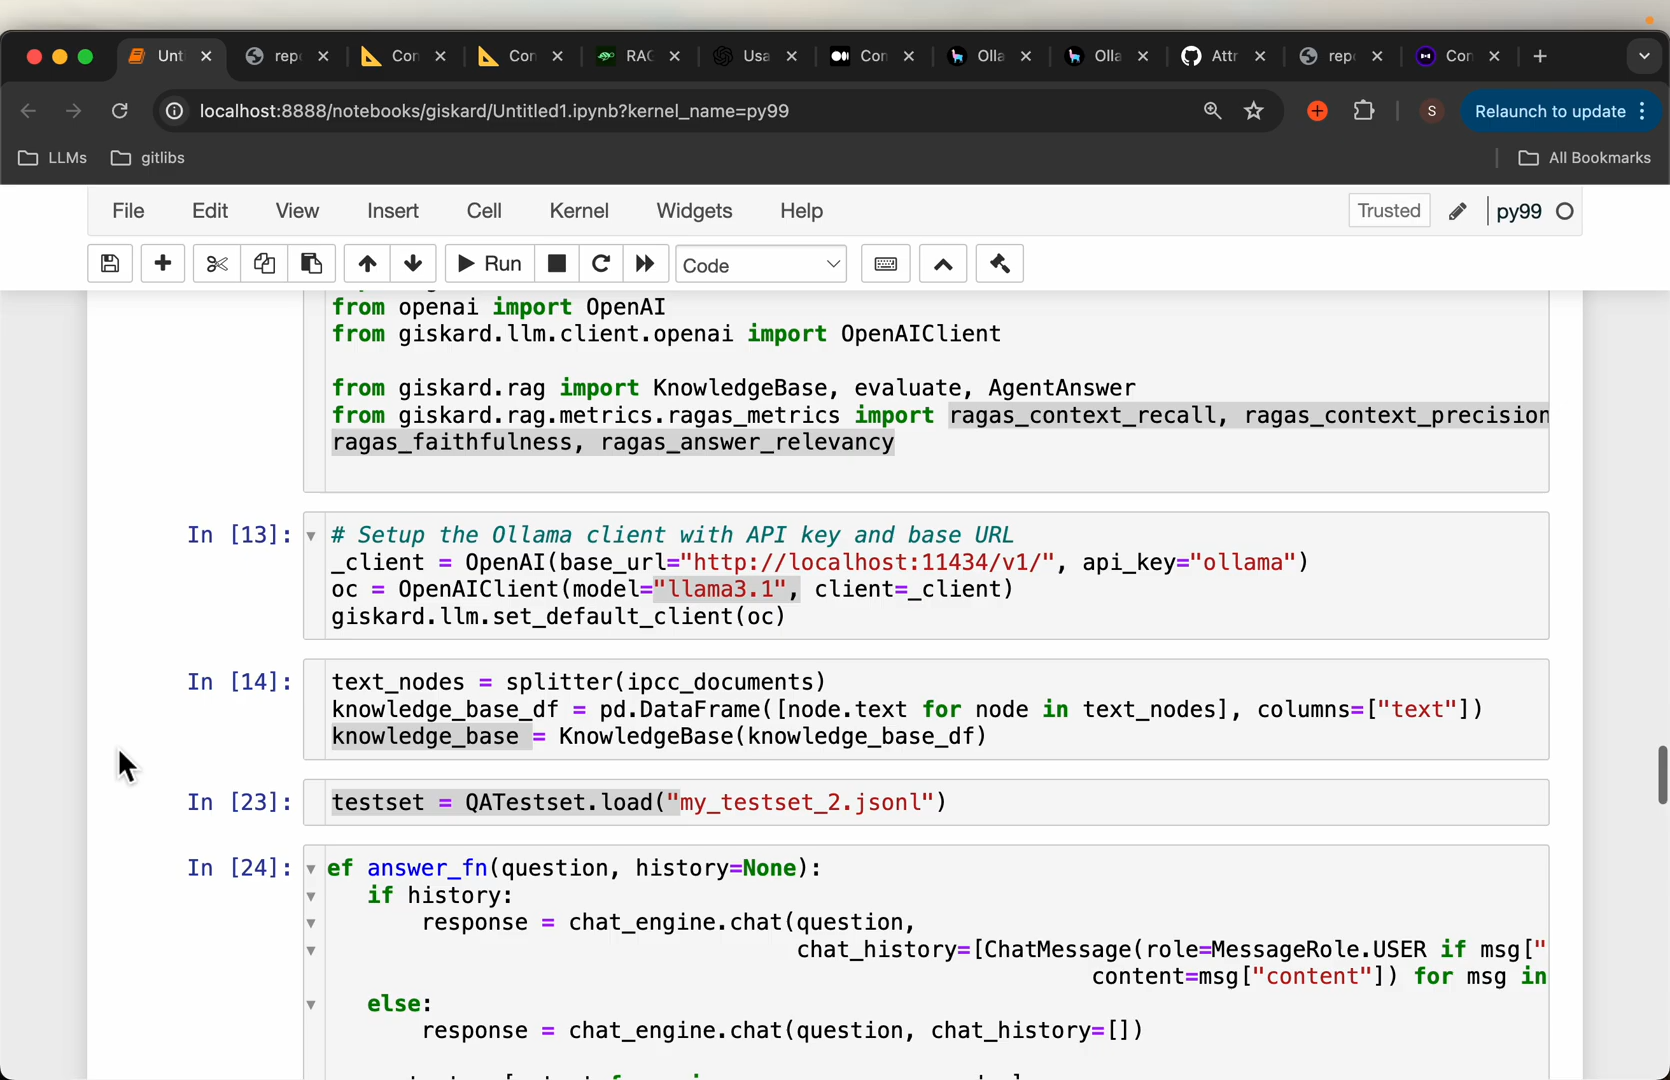 Unt
repo
Con
Con
RAG
Usa
Con
Olla
Olla
Attr
repo
Con
localhost:8888/notebooks/giskard/Untitled1.ipynb?kernel_name=py99
S
Relaunch to update
LLMs
gitlibs
All Bookmarks
File Edit View Insert Cell Kernel Widgets Help
Trusted
py99
Run
Code
from openai import OpenAI
from giskard.llm.client.openai import OpenAIClient
from giskard.rag import KnowledgeBase, evaluate, AgentAnswer
from giskard.rag.metrics.ragas_metrics import ragas_context_recall, ragas_context_precision
ragas_faithfulness, ragas_answer_relevancy
In [13]:
# Setup the Ollama client with API key and base URL
_client = OpenAI(base_url="http://localhost:11434/v1/", api_key="ollama")
oc = OpenAIClient(model="llama3.1", client=_client)
giskard.llm.set_default_client(oc)
In [14]:
text_nodes = splitter(ipcc_documents)
knowledge_base_df = pd.DataFrame([node.text for node in text_nodes], columns=["text"])
knowledge_base = KnowledgeBase(knowledge_base_df)
In [23]:
testset = QATestset.load("my_testset_2.jsonl")
In [24]:
ef answer_fn(question, history=None):
if history:
response = chat_engine.chat(question,
chat_history=[ChatMessage(role=MessageRole.USER if msg["
content=msg["content"]) for msg in
else:
response = chat_engine.chat(question, chat_history=[])